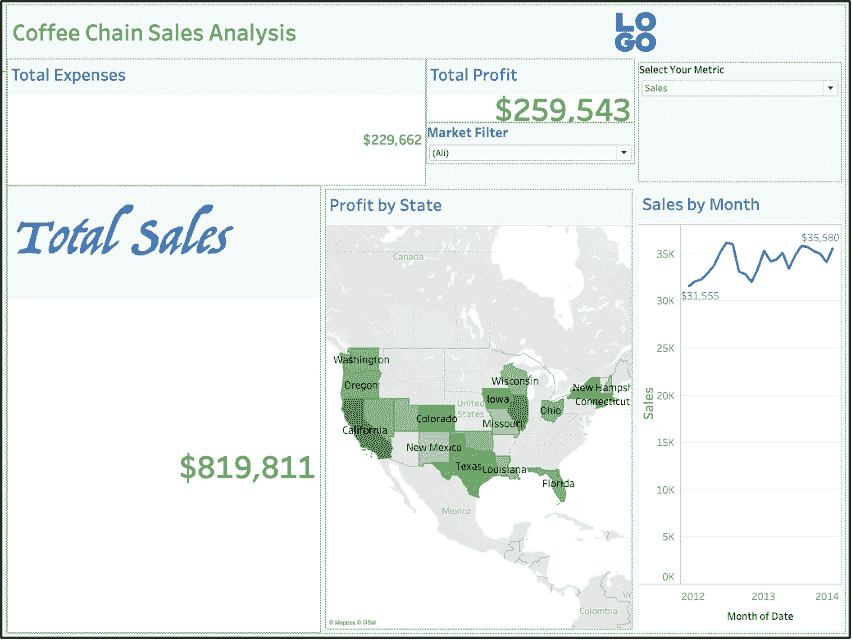 Coffee Chain Sales Analysis
LO
GO
Total Expenses
$229,662
Total Profit
$259,543
Market Filter
(All)
Select Your Metric
Sales
Total Sales
$819,811
Profit by State
Canada
Washington
Oregon
California
Colorado
New Mexico
Texas
Louisiana
Florida
Wisconsin
Iowa
Missouri
Ohio
New Hampsh
Connecticut
United
States
Mexico
Colombia
© Mapbox © OSM
Sales by Month
$35,580
$31,555
35K
30K
25K
20K
15K
10K
5K
0K
Sales
2012 2013 2014
Month of Date